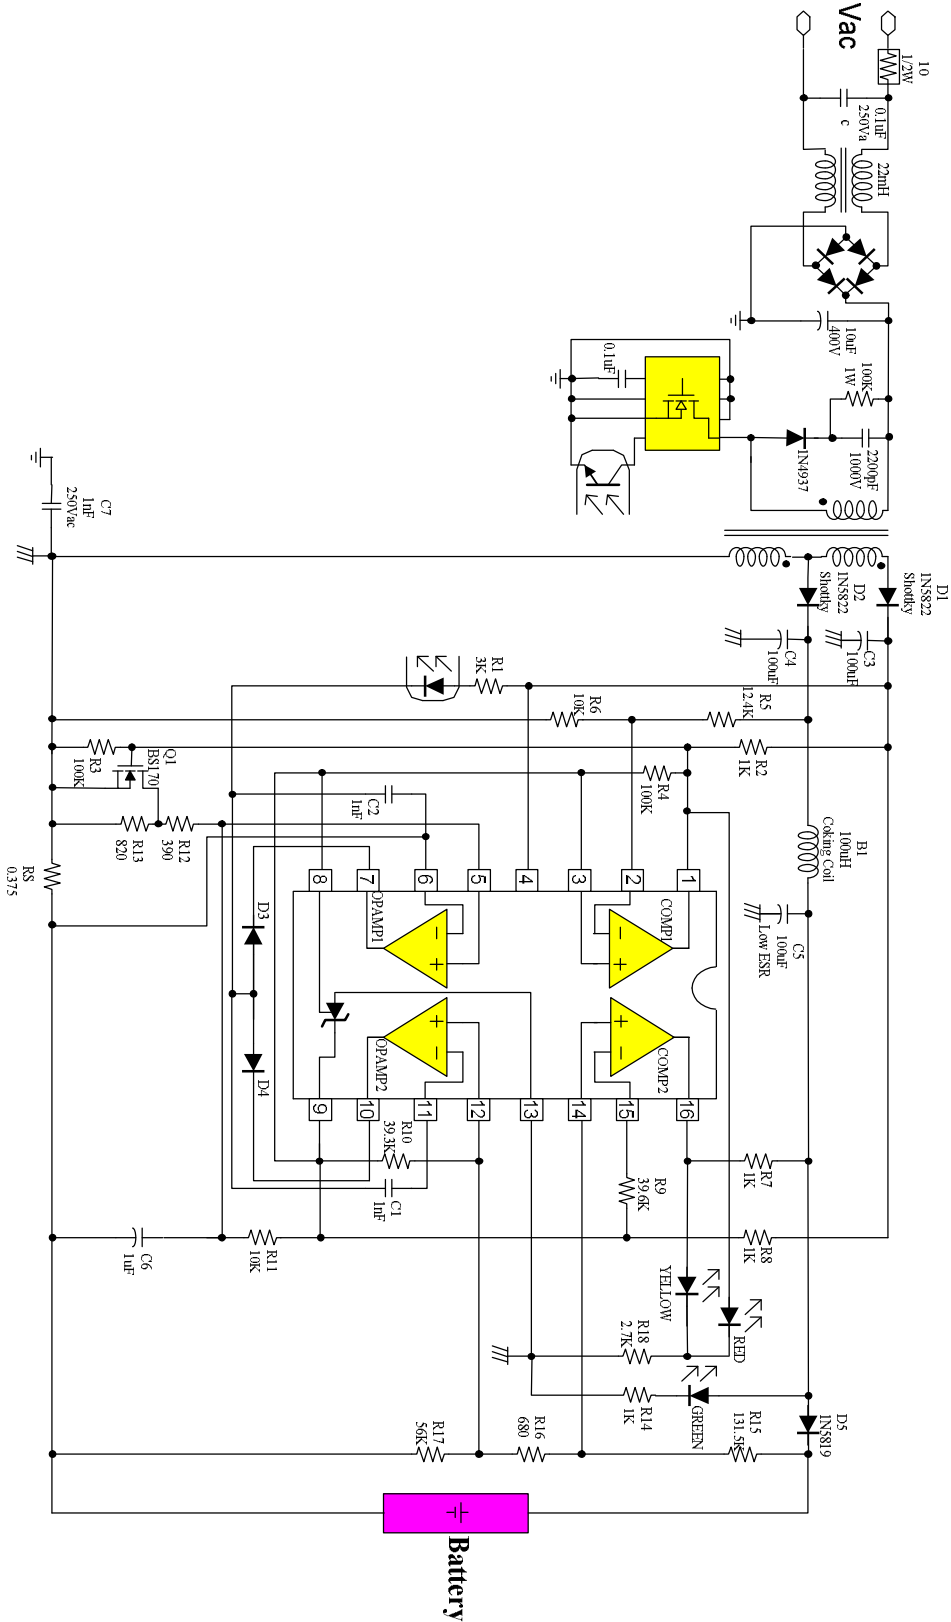 Vac
10
1/2W
0.1uF
250Va
c
22mH
10uF
400V
100K
1W
2200pF
1000V
1N4937
0.1uF
C7
1nF
250Vac
D1
1N5822
Shottky
D2
1N5822
Shottky
C3
100uF
C4
100uF
R1
3K
R5
12.4K
R6
10K
R2
1K
R4
100K
R3
100K
Q1
BS170
C2
1nF
R12
390
R13
820
RS
0.375
B1
100uH
Coking Coil
C5
100uF
Low ESR
1
2
3
4
5
6
7
8
COMP1
OPAMP1
COMP2
OPAMP2
16
15
14
13
12
11
10
9
D3
D4
R10
39.3K
C1
1nF
R9
39.6K
R7
1K
R8
1K
R11
10K
C6
1uF
YELLOW
RED
R18
2.7K
GREEN
R14
1K
D5
1N5819
R15
131.5K
R16
680
R17
56K
Battery